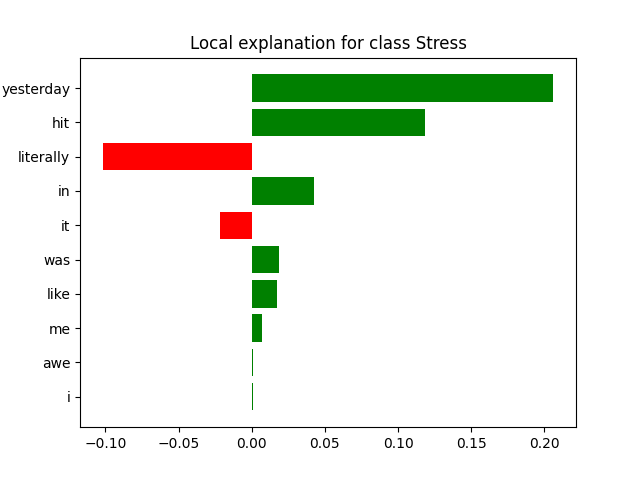 Local explanation for class Stress
yesterday
hit
literally
in
it
was
like
me
awe
i
−0.10 −0.05 0.00 0.05 0.10 0.15 0.20